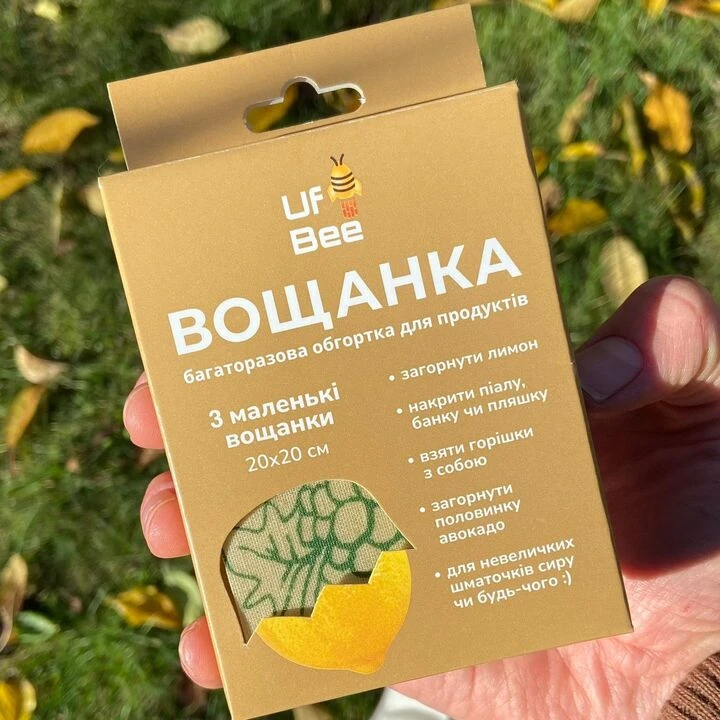 UF
Bee
ВОЩАНКА
багаторазова обгортка для продуктів
3 маленькі
вощанки
20х20 см
• загорнути лимон
• накрити піалу,
банку чи пляшку
• взяти горішки
з собою
• загорнути
половинку
авокадо
• для невеличких
шматочків сиру
чи будь-чого :)